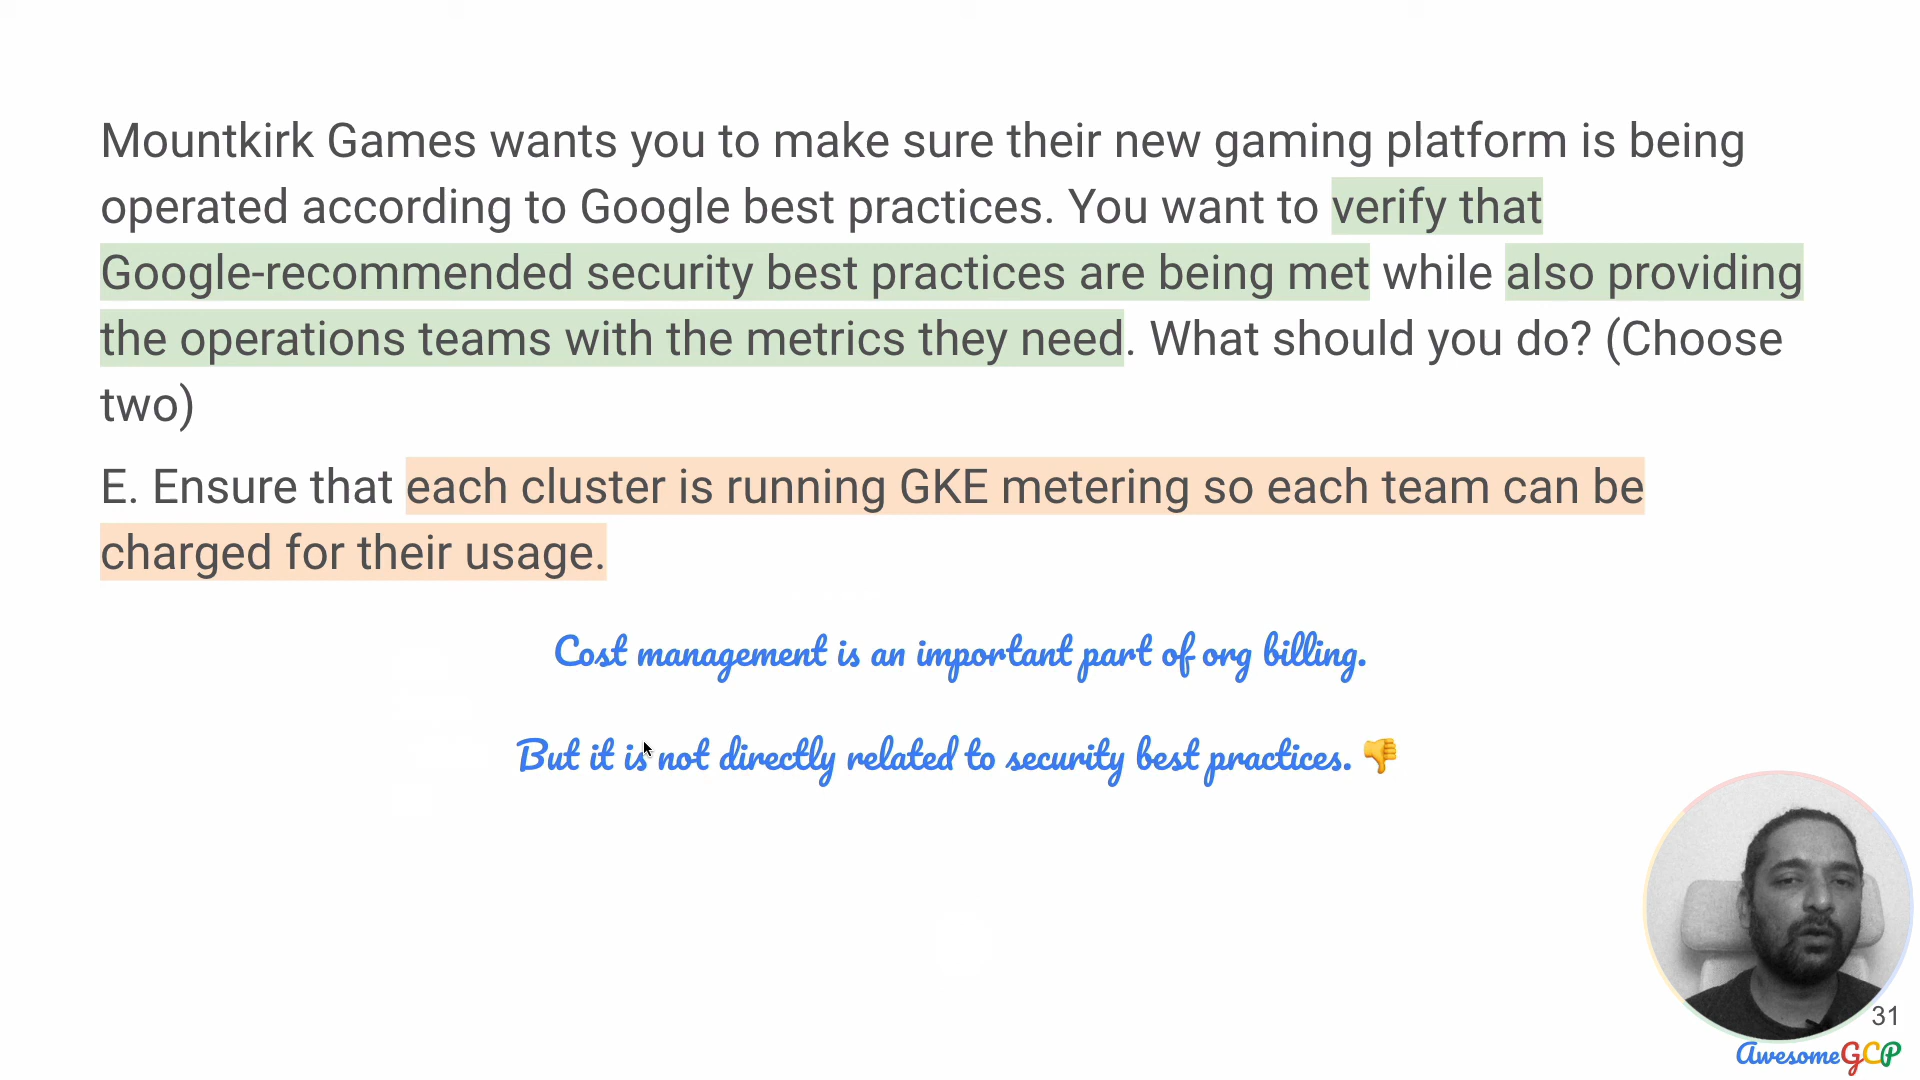 Mountkirk Games wants you to make sure their new gaming platform is being
operated according to Google best practices. You want to verify that
Google-recommended security best practices are being met while also providing
the operations teams with the metrics they need. What should you do? (Choose
two)
E. Ensure that each cluster is running GKE metering so each team can be
charged for their usage.
Cost management is an important part of org billing.
But it is not directly related to security best practices. 👎
31
AwesomeGCP